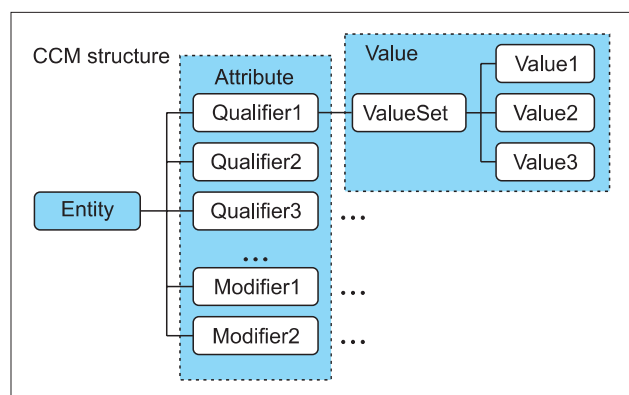 CCM structure
Attribute
Value
Entity
Qualifier1
Qualifier2
Qualifier3
...
Modifier1
Modifier2
ValueSet
Value1
Value2
Value3
...
...
...